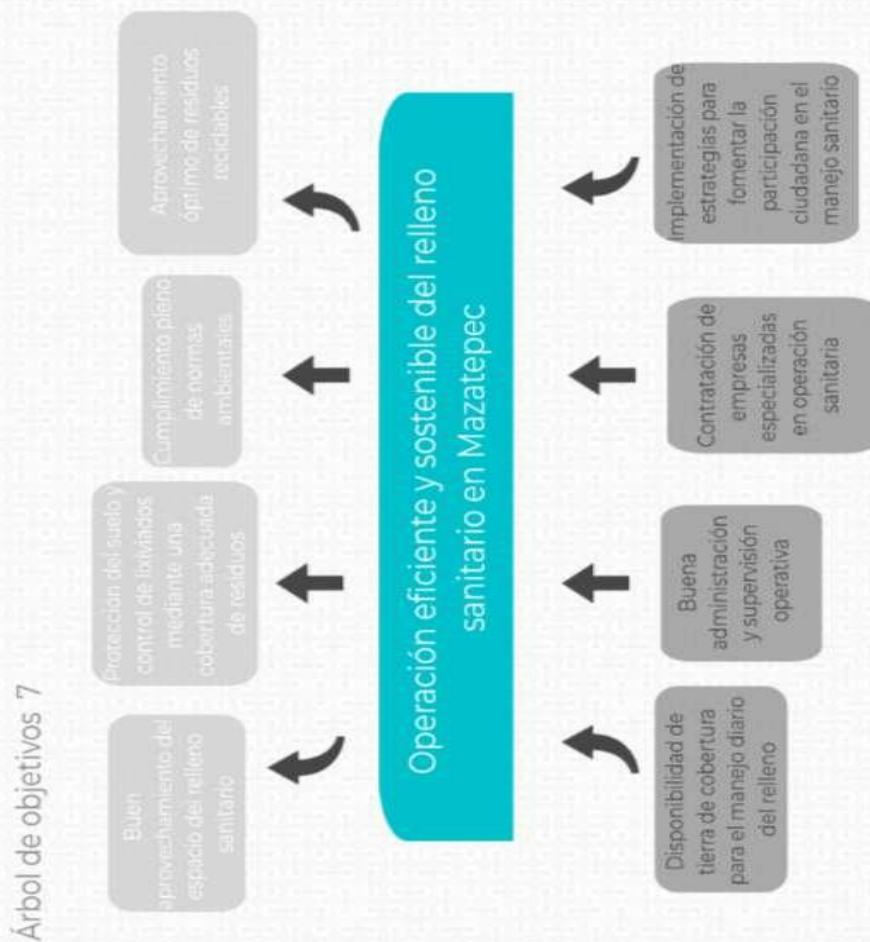 Árbol de objetivos 7
Buen
aprovechamiento del
espacio del relleno
sanitario
Protección del suelo y
control de lixiviados
mediante una
cobertura adecuada
de residuos
Cumplimiento pleno
de normas
ambientales
Aprovechamiento
óptimo de residuos
reciclables
Operación eficiente y sostenible del relleno
sanitario en Mazatepec
Disponibilidad de
tierra de cobertura
para el manejo diario
del relleno
Buena
administración
y supervisión
operativa
Contratación de
empresas
especializadas
en operación
sanitaria
Implementación de
estrategias para
fomentar la
participación
ciudadana en el
manejo sanitario